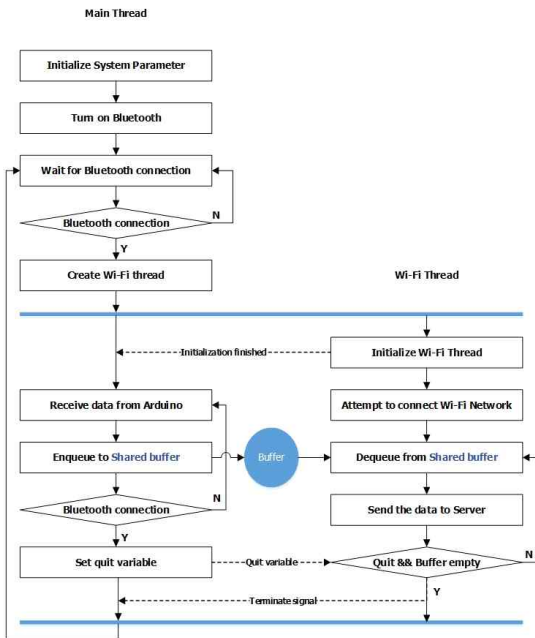 Main Thread
Initialize System Parameter
Turn on Bluetooth
Wait for Bluetooth connection
Bluetooth connection
N
Y
Create Wi-Fi thread
Wi-Fi Thread
Initialization finished
Initialize Wi-Fi Thread
Receive data from Arduino
Attempt to connect Wi-Fi Network
Enqueue to Shared buffer
Buffer
Dequeue from Shared buffer
Bluetooth connection
N
Y
Send the data to Server
Set quit variable
Quit variable
Quit && Buffer empty
N
Y
Terminate signal